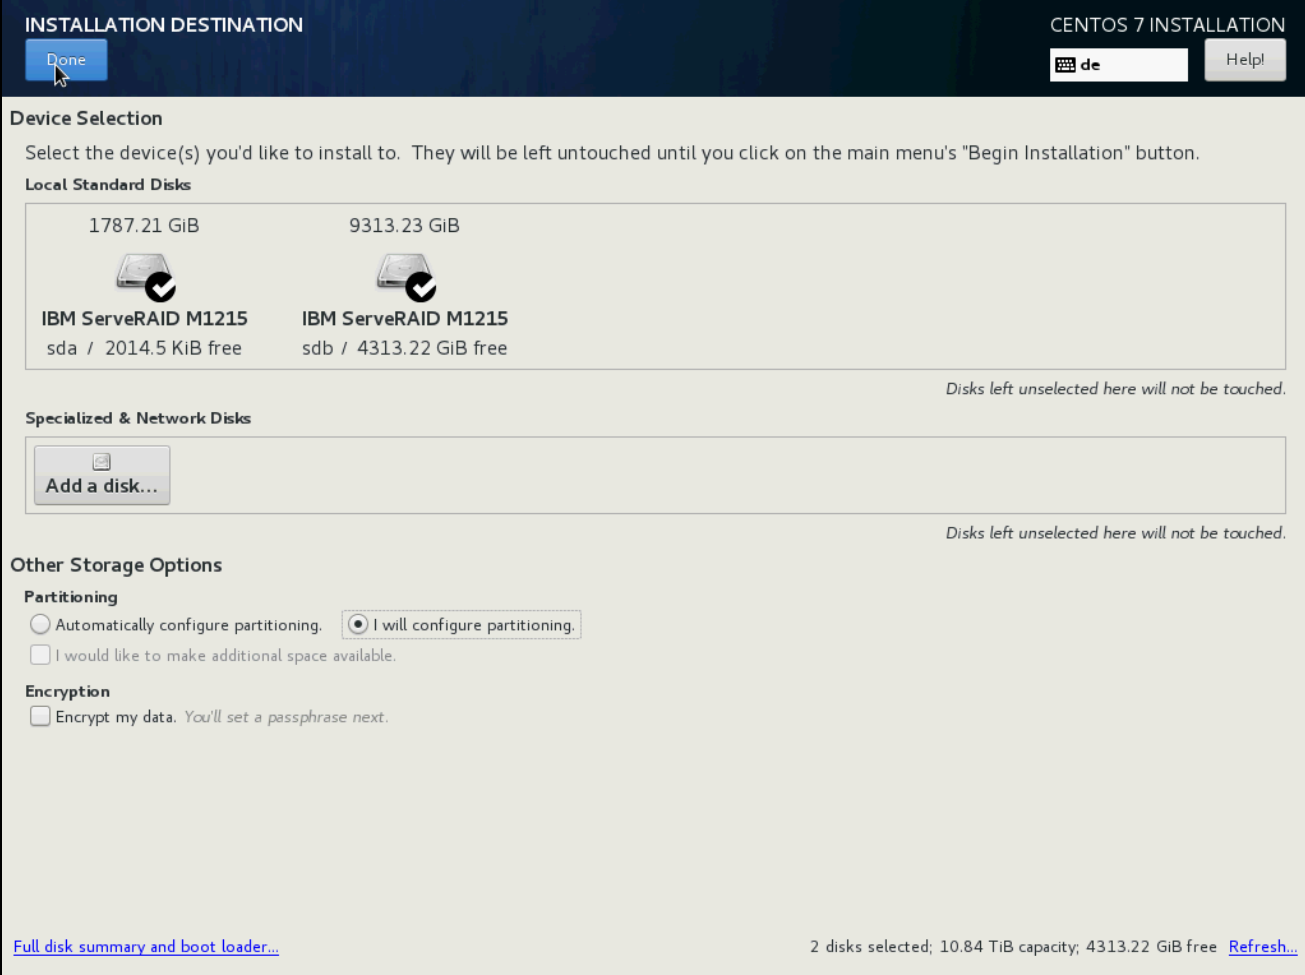 INSTALLATION DESTINATION
CENTOS 7 INSTALLATION
Done
de
Help!
Device Selection
Select the device(s) you'd like to install to.  They will be left untouched until you click on the main menu's "Begin Installation" button.
Local Standard Disks
1787.21 GiB
9313.23 GiB
IBM ServeRAID M1215
IBM ServeRAID M1215
sda / 2014.5 KiB free
sdb / 4313.22 GiB free
Disks left unselected here will not be touched.
Specialized & Network Disks
Add a disk...
Disks left unselected here will not be touched.
Other Storage Options
Partitioning
Automatically configure partitioning.
I will configure partitioning.
I would like to make additional space available.
Encryption
Encrypt my data. You'll set a passphrase next.
Full disk summary and boot loader...
2 disks selected; 10.84 TiB capacity; 4313.22 GiB free Refresh...